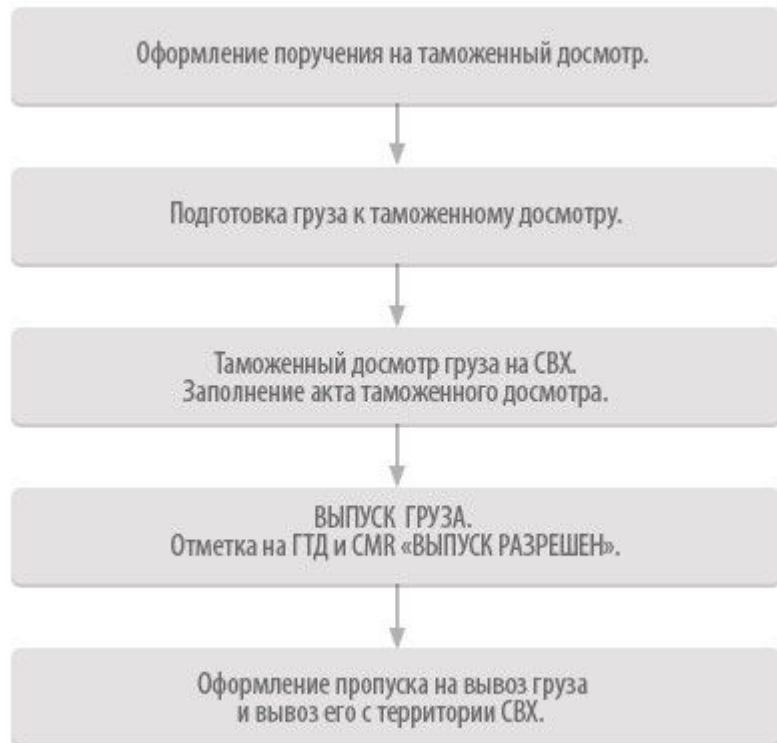 Оформление поручения на таможенный досмотр.
Подготовка груза к таможенному досмотру.
Таможенный досмотр груза на СВХ.
Заполнение акта таможенного досмотра.
ВЫПУСК ГРУЗА.
Отметка на ГТД и CMR «ВЫПУСК РАЗРЕШЕН».
Оформление пропуска на вывоз груза
и вывоз его с территории СВХ.